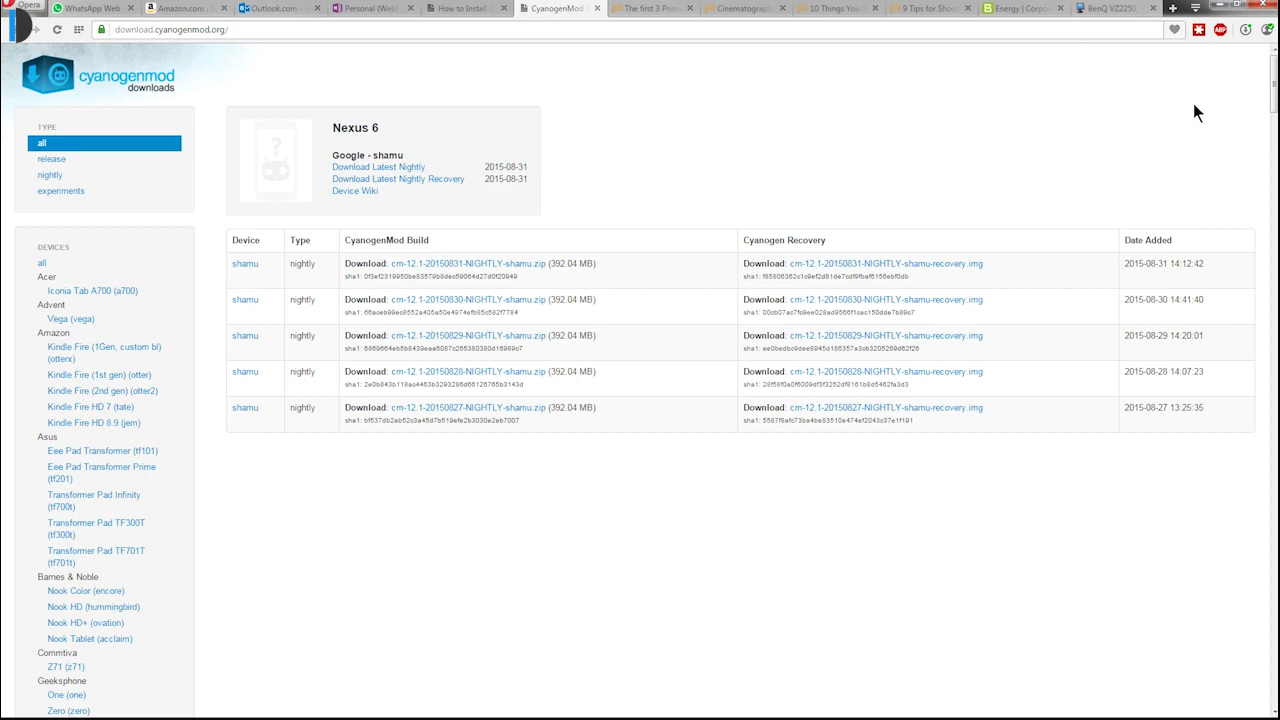 Opera
WhatsApp Web
Amazon.com
Outlook.com
Personal (Web)
How to Install C
CyanogenMod
The first 3 Prim
Cinematograph
10 Things You
9 Tips for Shoo
Energy | Corpo
BenQ VZ2250
download.cyanogenmod.org/
ABP
cyanogenmod
downloads
TYPE
all
release
nightly
experiments
DEVICES
all
Acer
Iconia Tab A700 (a700)
Advent
Vega (vega)
Amazon
Kindle Fire (1Gen, custom bl)
(otterx)
Kindle Fire (1st gen) (otter)
Kindle Fire (2nd gen) (otter2)
Kindle Fire HD 7 (tate)
Kindle Fire HD 8.9 (jem)
Asus
Eee Pad Transformer (tf101)
Eee Pad Transformer Prime
(tf201)
Transformer Pad Infinity
(tf700t)
Transformer Pad TF300T
(tf300t)
Transformer Pad TF701T
(tf701t)
Barnes & Noble
Nook Color (encore)
Nook HD (hummingbird)
Nook HD+ (ovation)
Nook Tablet (acclaim)
Commtiva
Z71 (z71)
Geeksphone
One (one)
Zero (zero)
Nexus 6
Google - shamu
Download Latest Nightly 2015-08-31
Download Latest Nightly Recovery 2015-08-31
Device Wiki
Device Type CyanogenMod Build Cyanogen Recovery Date Added
shamu nightly Download: cm-12.1-20150831-NIGHTLY-shamu.zip (392.04 MB) Download: cm-12.1-20150831-NIGHTLY-shamu-recovery.img 2015-08-31 14:12:42
sha1: sha1:
shamu nightly Download: cm-12.1-20150830-NIGHTLY-shamu.zip (392.04 MB) Download: cm-12.1-20150830-NIGHTLY-shamu-recovery.img 2015-08-30 14:41:40
sha1: sha1:
shamu nightly Download: cm-12.1-20150829-NIGHTLY-shamu.zip (392.04 MB) Download: cm-12.1-20150829-NIGHTLY-shamu-recovery.img 2015-08-29 14:20:01
sha1: sha1:
shamu nightly Download: cm-12.1-20150828-NIGHTLY-shamu.zip (392.04 MB) Download: cm-12.1-20150828-NIGHTLY-shamu-recovery.img 2015-08-28 14:07:23
sha1: sha1:
shamu nightly Download: cm-12.1-20150827-NIGHTLY-shamu.zip (392.04 MB) Download: cm-12.1-20150827-NIGHTLY-shamu-recovery.img 2015-08-27 13:25:35
sha1: sha1: